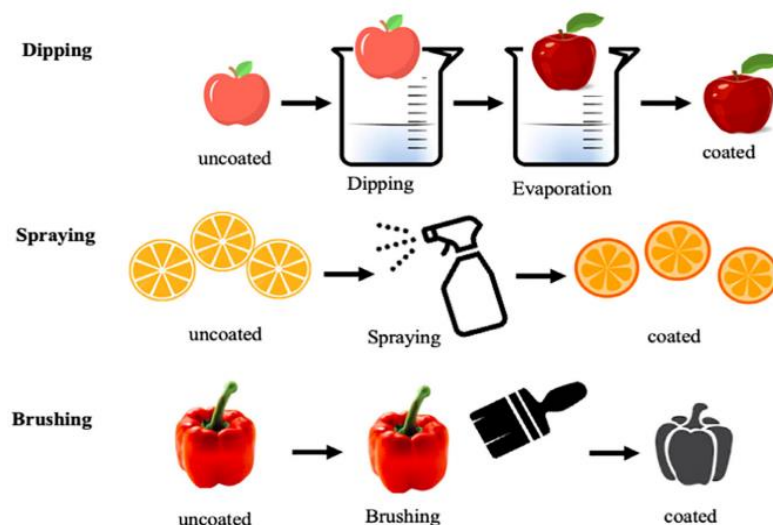 Dipping
uncoated
Dipping
Evaporation
coated
Spraying
uncoated
Spraying
coated
Brushing
uncoated
Brushing
coated